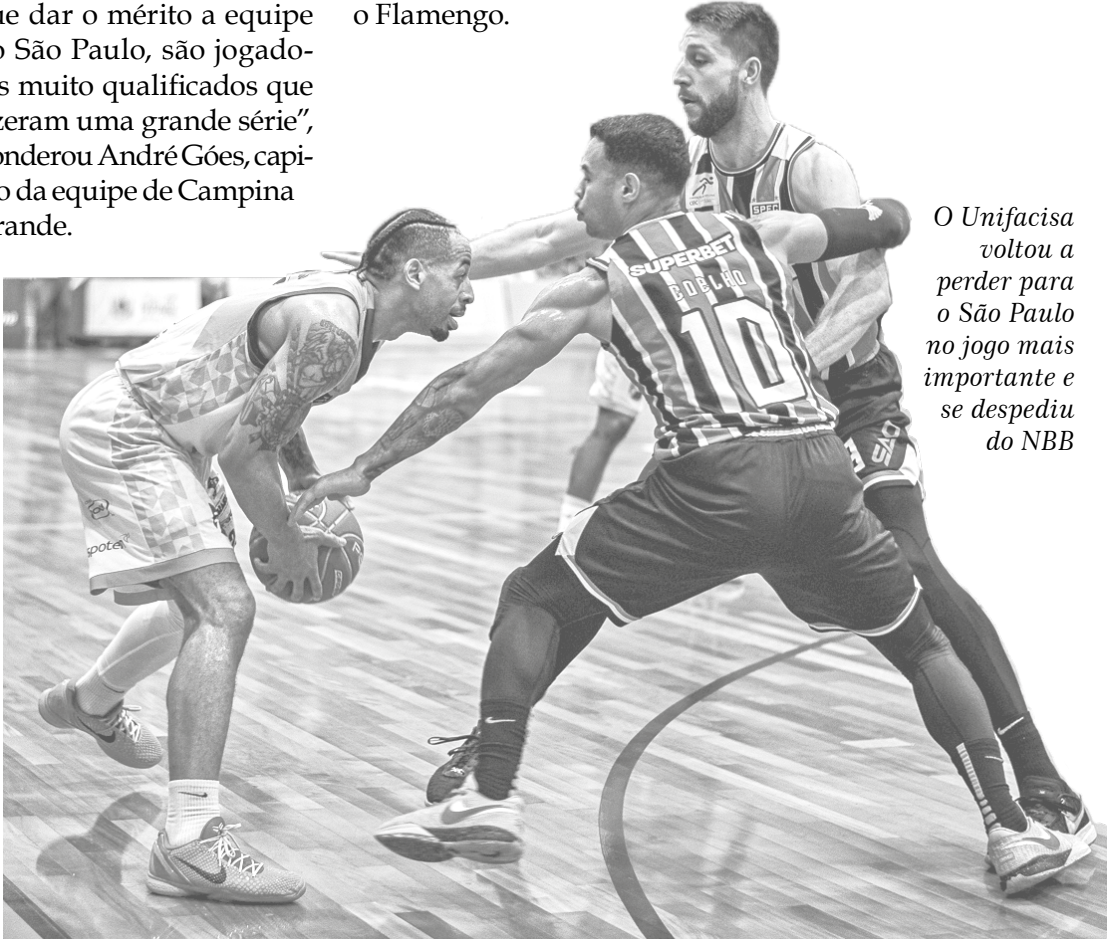 ue dar o mérito a equipe
o São Paulo, são jogado-
s muito qualificados que
zeram uma grande série”,
onderou André Góes, capi-
o da equipe de Campina
rande.
o Flamengo.
O Unifacisa
voltou a
perder para
o São Paulo
no jogo mais
importante e
se despediu
do NBB
SPFC
SUPERBET
COELHO
10
SÃO